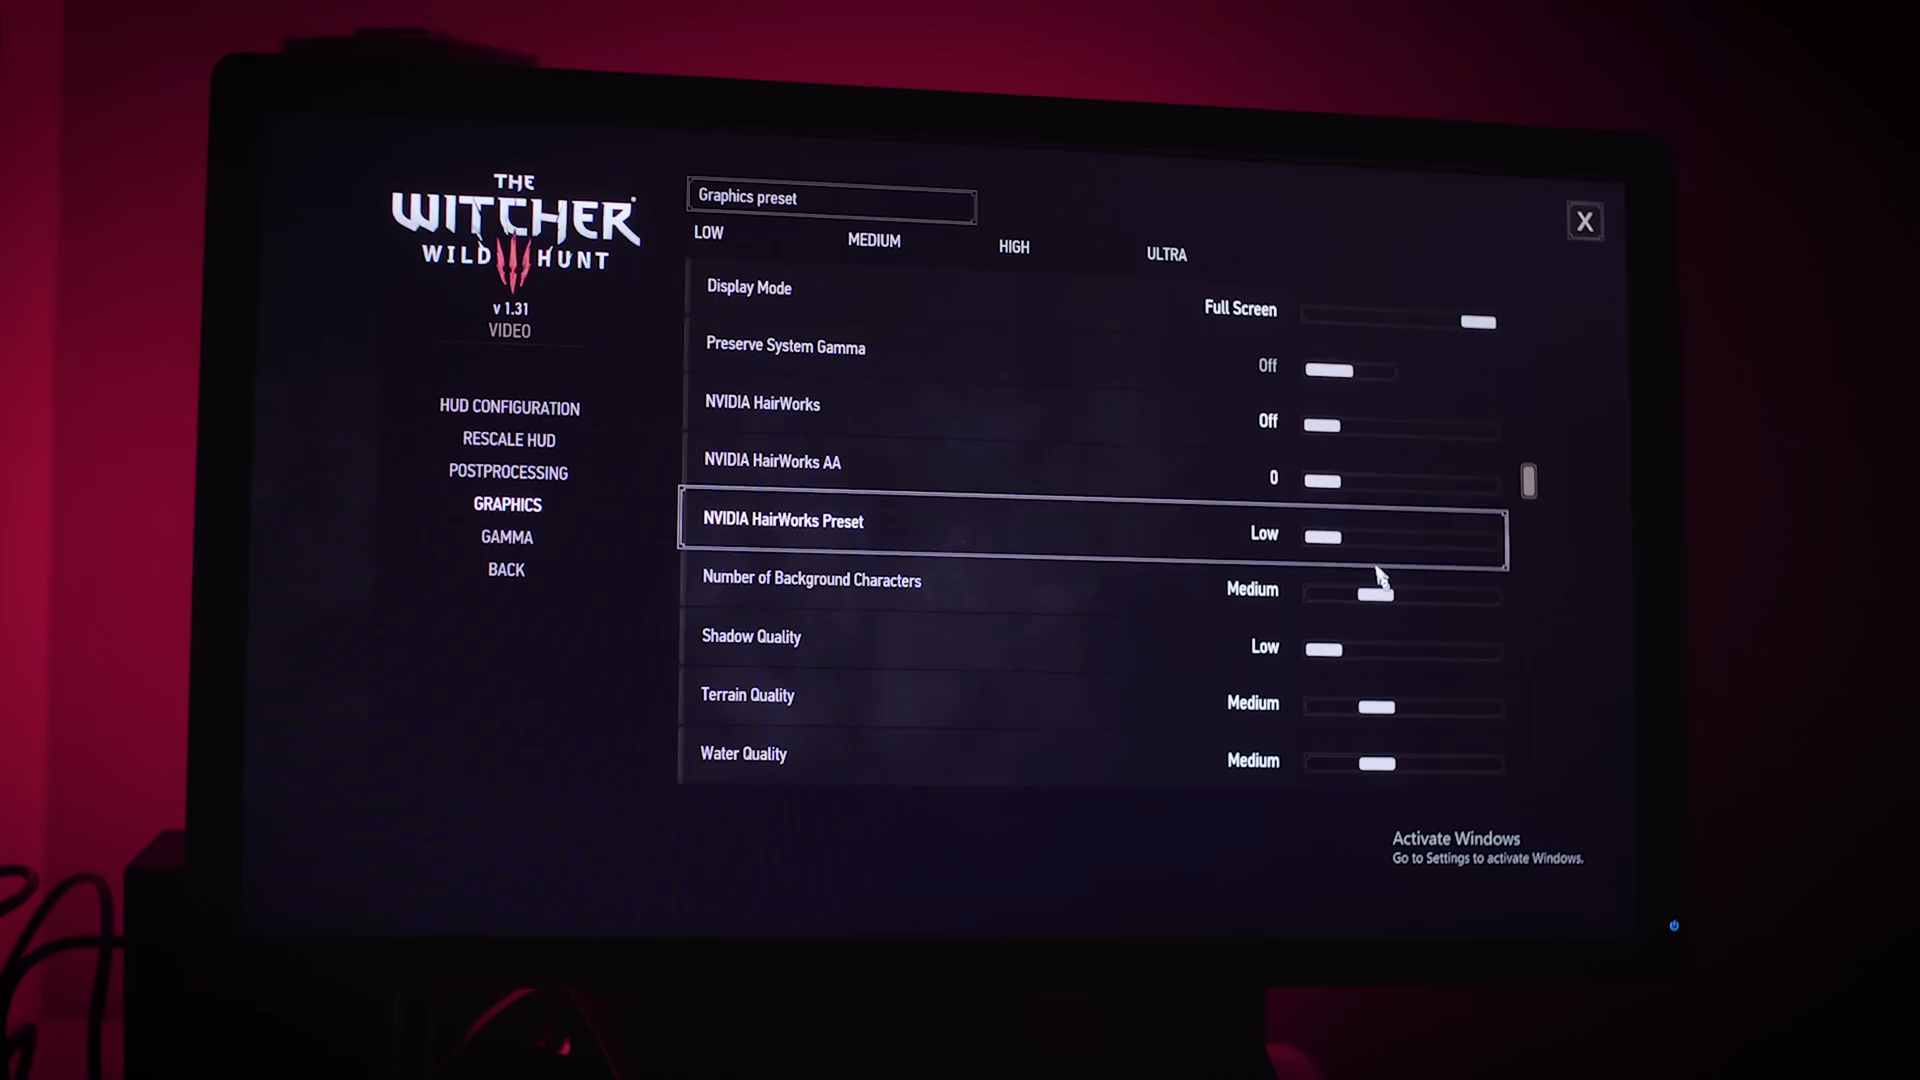 THE
WITCHER
WILD HUNT
v 1.31
VIDEO
HUD CONFIGURATION
RESCALE HUD
POSTPROCESSING
GRAPHICS
GAMMA
BACK
Graphics preset
LOW MEDIUM HIGH ULTRA
X
Display Mode Full Screen
Preserve System Gamma Off
NVIDIA HairWorks Off
NVIDIA HairWorks AA 0
NVIDIA HairWorks Preset Low
Number of Background Characters Medium
Shadow Quality Low
Terrain Quality Medium
Water Quality Medium
Activate Windows
Go to Settings to activate Windows.